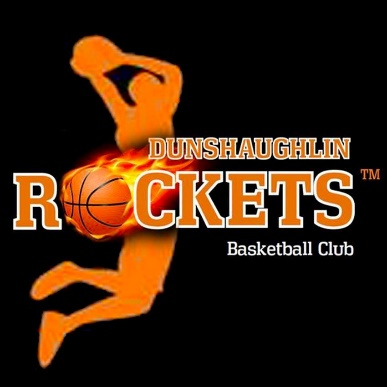 DUNSHAUGHLIN
ROCKETS™
Basketball Club